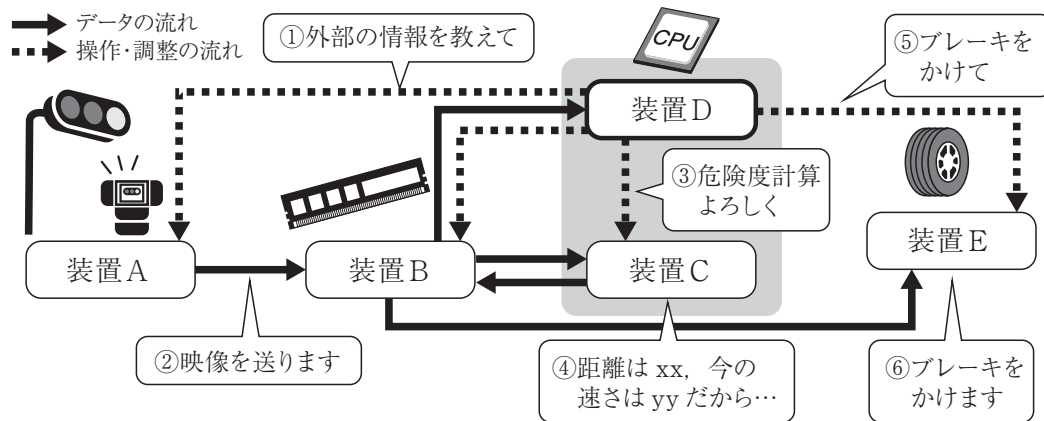 データの流れ
操作・調整の流れ
①外部の情報を教えて
CPU
⑤ブレーキを
かけて
装置D
③危険度計算
よろしく
装置A
装置B
装置C
装置E
②映像を送ります
④距離は xx，今の
速さは yy だから…
⑥ブレーキを
かけます